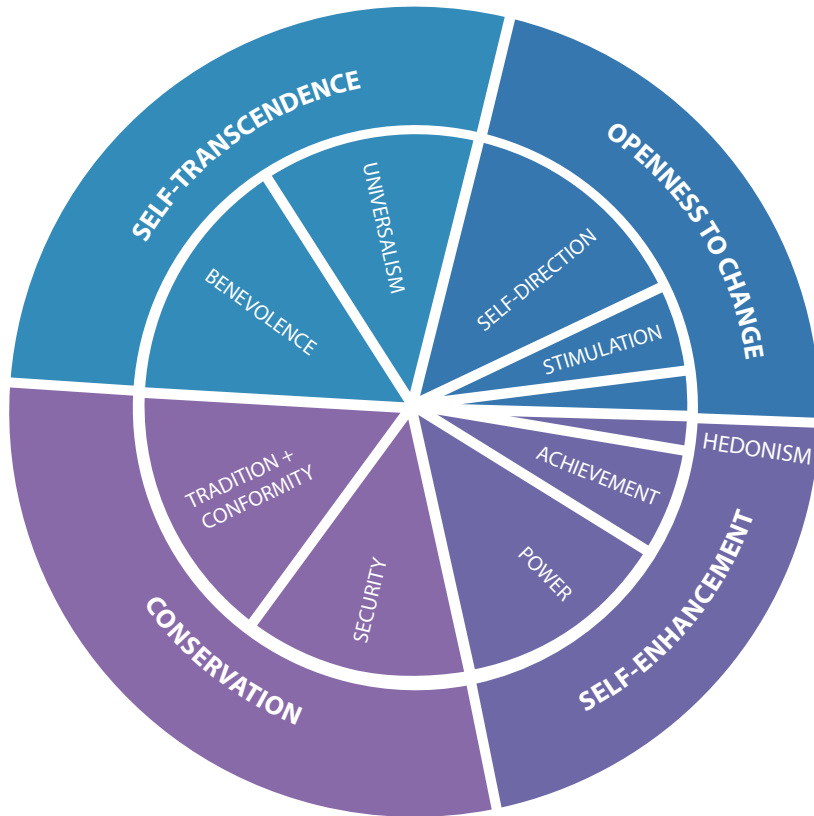 SELF-TRANSCENDENCE
OPENNESS TO CHANGE
UNIVERSALISM
BENEVOLENCE
SELF-DIRECTION
STIMULATION
HEDONISM
ACHIEVEMENT
POWER
SELF-ENHANCEMENT
TRADITION +
CONFORMITY
SECURITY
CONSERVATION